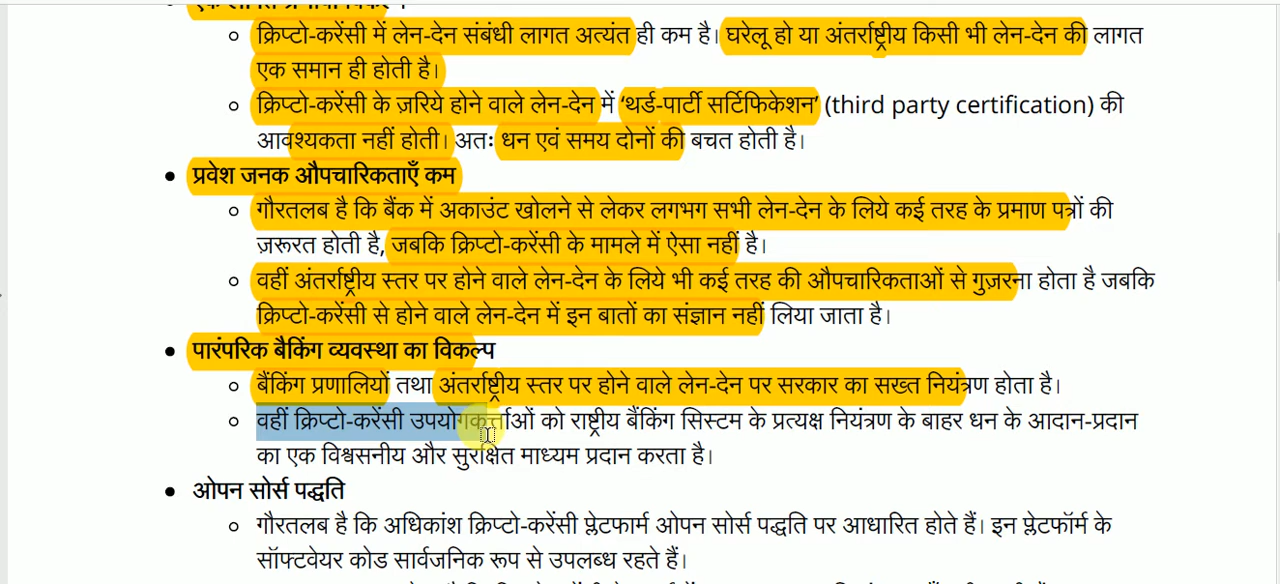 क्रिप्टो-करेंसी में लेन-देन संबंधी लागत अत्यंत ही कम है। घरेलू हो या अंतर्राष्ट्रीय किसी भी लेन-देन की लागत
एक समान ही होती है।
क्रिप्टो-करेंसी के ज़रिये होने वाले लेन-देन में ‘थर्ड-पार्टी सर्टिफिकेशन’ (third party certification) की
आवश्यकता नहीं होती। अतः धन एवं समय दोनों की बचत होती है।
प्रवेश जनक औपचारिकताएँ कम
गौरतलब है कि बैंक में अकाउंट खोलने से लेकर लगभग सभी लेन-देन के लिये कई तरह के प्रमाण पत्रों की
ज़रूरत होती है, जबकि क्रिप्टो-करेंसी के मामले में ऐसा नहीं है।
वहीं अंतर्राष्ट्रीय स्तर पर होने वाले लेन-देन के लिये भी कई तरह की औपचारिकताओं से गुज़रना होता है जबकि
क्रिप्टो-करेंसी से होने वाले लेन-देन में इन बातों का संज्ञान नहीं लिया जाता है।
पारंपरिक बैकिंग व्यवस्था का विकल्प
बैंकिंग प्रणालियों तथा अंतर्राष्ट्रीय स्तर पर होने वाले लेन-देन पर सरकार का सख्त नियंत्रण होता है।
वहीं क्रिप्टो-करेंसी उपयोगकर्त्ताओं को राष्ट्रीय बैंकिंग सिस्टम के प्रत्यक्ष नियंत्रण के बाहर धन के आदान-प्रदान
का एक विश्वसनीय और सुरक्षित माध्यम प्रदान करता है।
ओपन सोर्स पद्धति
गौरतलब है कि अधिकांश क्रिप्टो-करेंसी प्लेटफार्म ओपन सोर्स पद्धति पर आधारित होते हैं। इन प्लेटफॉर्म के
सॉफ्टवेयर कोड सार्वजनिक रूप से उपलब्ध रहते हैं।